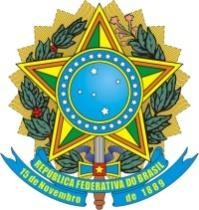 REPÚBLICA FEDERATIVA DO BRASIL
15 de Novembro de 1889